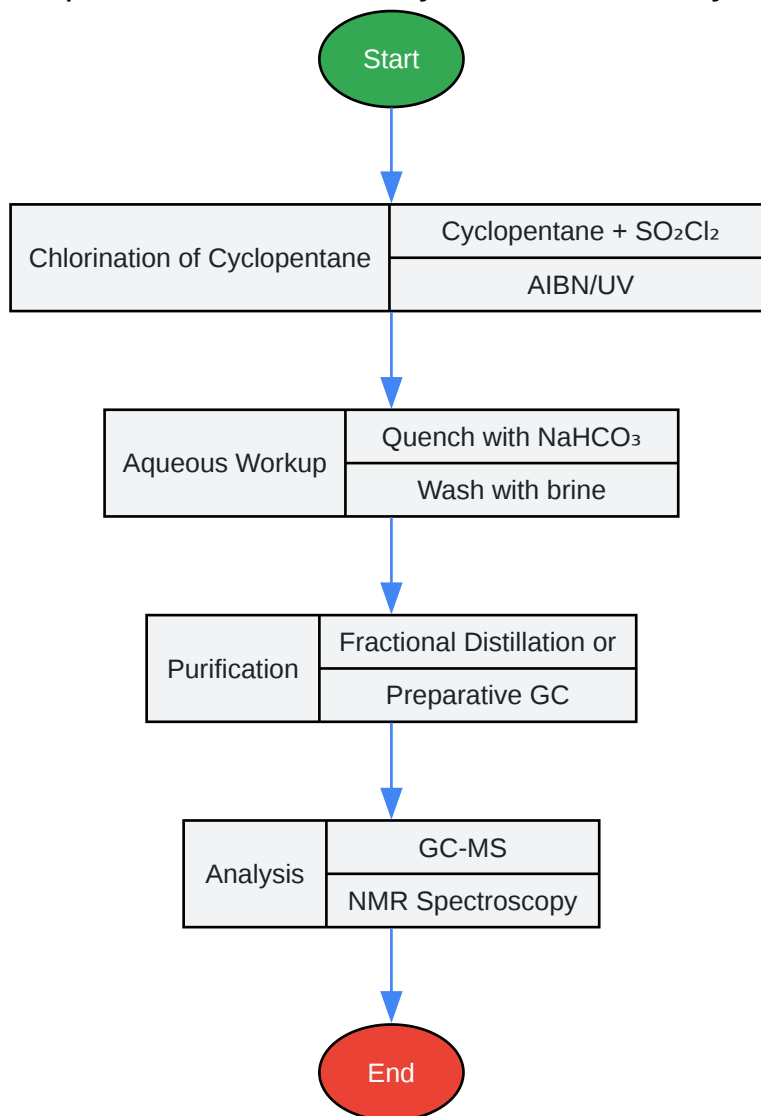 Start
Chlorination of Cyclopentane
Cyclopentane + SO₂Cl₂
AIBN/UV
Aqueous Workup
Quench with NaHCO₃
Wash with brine
Purification
Fractional Distillation or
Preparative GC
Analysis
GC-MS
NMR Spectroscopy
End